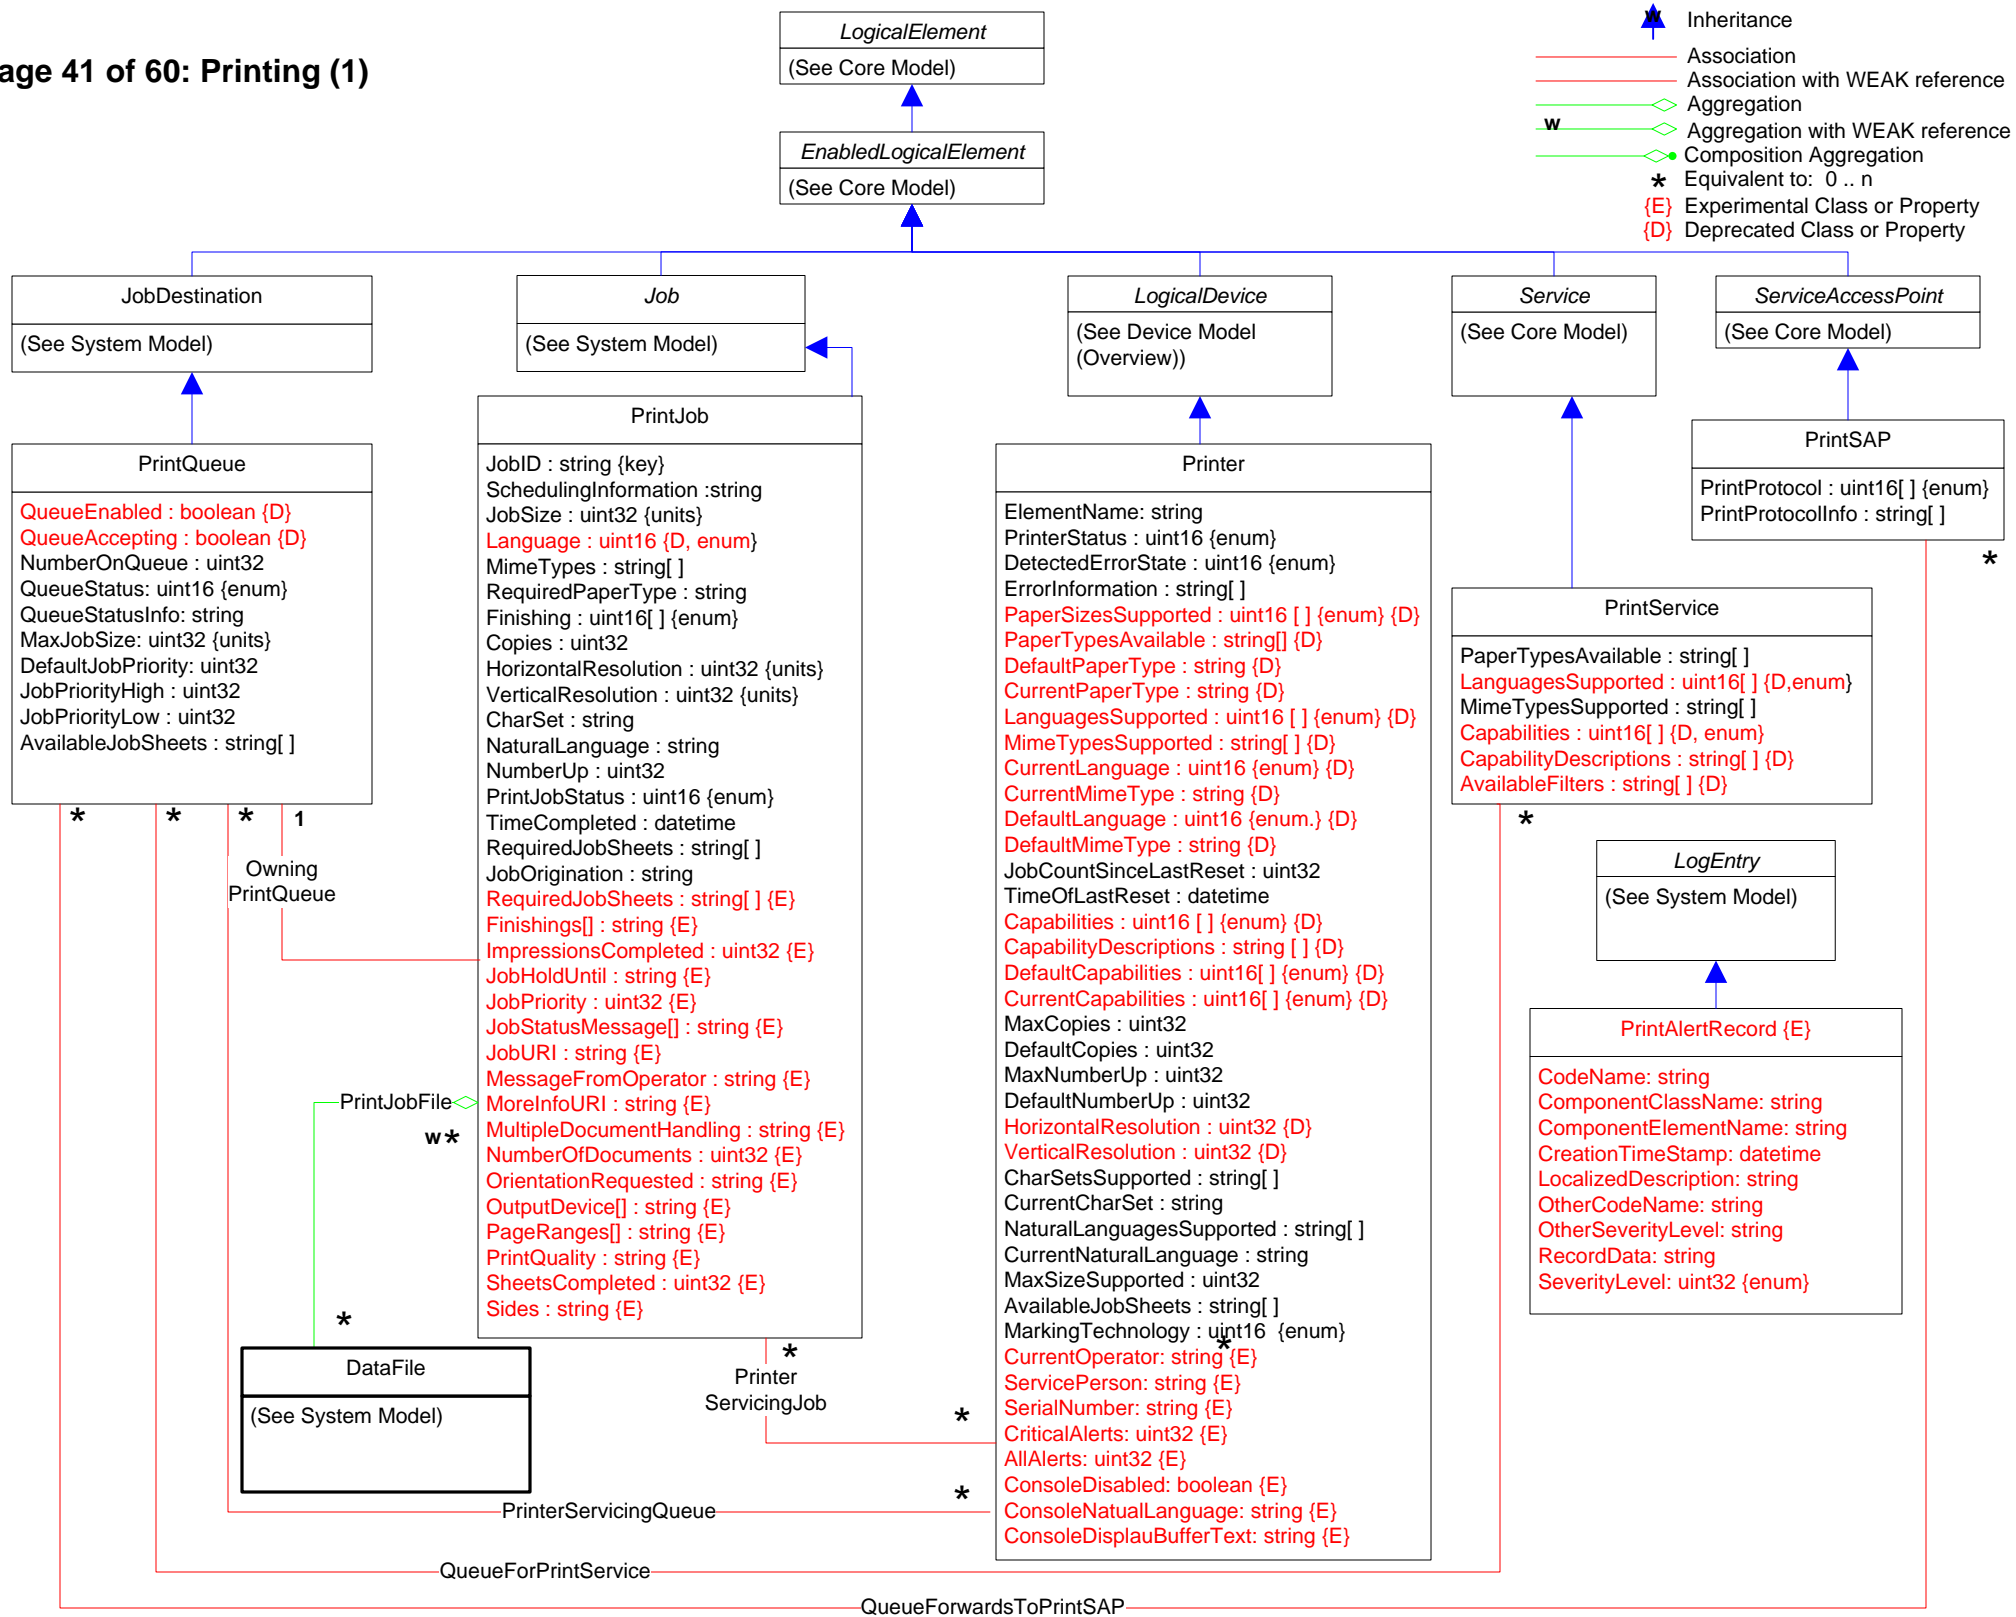 age 41 of 60: Printing (1)
LogicalElement
(See Core Model)
EnabledLogicalElement
(See Core Model)
w
Inheritance
Association
Association with WEAK reference
Aggregation
w
Aggregation with WEAK reference
Composition Aggregation
* Equivalent to: 0 .. n
{E} Experimental Class or Property
{D} Deprecated Class or Property
JobDestination
(See System Model)
Job
(See System Model)
LogicalDevice
(See Device Model
(Overview))
Service
(See Core Model)
ServiceAccessPoint
(See Core Model)
PrintQueue
QueueEnabled : boolean {D}
QueueAccepting : boolean {D}
NumberOnQueue : uint32
QueueStatus: uint16 {enum}
QueueStatusInfo: string
MaxJobSize: uint32 {units}
DefaultJobPriority: uint32
JobPriorityHigh : uint32
JobPriorityLow : uint32
AvailableJobSheets : string[ ]
* * * 1
Owning
PrintQueue
PrintJob
JobID : string {key}
SchedulingInformation :string
JobSize : uint32 {units}
Language : uint16 {D, enum}
MimeTypes : string[ ]
RequiredPaperType : string
Finishing : uint16[ ] {enum}
Copies : uint32
HorizontalResolution : uint32 {units}
VerticalResolution : uint32 {units}
CharSet : string
NaturalLanguage : string
NumberUp : uint32
PrintJobStatus : uint16 {enum}
TimeCompleted : datetime
RequiredJobSheets : string[ ]
JobOrigination : string
RequiredJobSheets : string[ ] {E}
Finishings[] : string {E}
ImpressionsCompleted : uint32 {E}
JobHoldUntil : string {E}
JobPriority : uint32 {E}
JobStatusMessage[] : string {E}
JobURI : string {E}
MessageFromOperator : string {E}
MoreInfoURI : string {E}
MultipleDocumentHandling : string {E}
NumberOfDocuments : uint32 {E}
OrientationRequested : string {E}
OutputDevice[] : string {E}
PageRanges[] : string {E}
PrintQuality : string {E}
SheetsCompleted : uint32 {E}
Sides : string {E}
PrintJobFile
w *
*
DataFile
(See System Model)
*
Printer
ServicingJob
*
PrinterServicingQueue
*
QueueForPrintService
QueueForwardsToPrintSAP
Printer
ElementName: string
PrinterStatus : uint16 {enum}
DetectedErrorState : uint16 {enum}
ErrorInformation : string[ ]
PaperSizesSupported : uint16 [ ] {enum} {D}
PaperTypesAvailable : string[] {D}
DefaultPaperType : string {D}
CurrentPaperType : string {D}
LanguagesSupported : uint16 [ ] {enum} {D}
MimeTypesSupported : string[ ] {D}
CurrentLanguage : uint16 {enum} {D}
CurrentMimeType : string {D}
DefaultLanguage : uint16 {enum.} {D}
DefaultMimeType : string {D}
JobCountSinceLastReset : uint32
TimeOfLastReset : datetime
Capabilities : uint16 [ ] {enum} {D}
CapabilityDescriptions : string [ ] {D}
DefaultCapabilities : uint16[ ] {enum} {D}
CurrentCapabilities : uint16[ ] {enum} {D}
MaxCopies : uint32
DefaultCopies : uint32
MaxNumberUp : uint32
DefaultNumberUp : uint32
HorizontalResolution : uint32 {D}
VerticalResolution : uint32 {D}
CharSetsSupported : string[ ]
CurrentCharSet : string
NaturalLanguagesSupported : string[ ]
CurrentNaturalLanguage : string
MaxSizeSupported : uint32
AvailableJobSheets : string[ ]
MarkingTechnology : uint16 {enum}
*
CurrentOperator: string {E}
ServicePerson: string {E}
SerialNumber: string {E}
CriticalAlerts: uint32 {E}
AllAlerts: uint32 {E}
ConsoleDisabled: boolean {E}
ConsoleNatualLanguage: string {E}
ConsoleDisplauBufferText: string {E}
PrintSAP
PrintProtocol : uint16[ ] {enum}
PrintProtocolInfo : string[ ]
*
PrintService
PaperTypesAvailable : string[ ]
LanguagesSupported : uint16[ ] {D,enum}
MimeTypesSupported : string[ ]
Capabilities : uint16[ ] {D, enum}
CapabilityDescriptions : string[ ] {D}
AvailableFilters : string[ ] {D}
*
LogEntry
(See System Model)
PrintAlertRecord {E}
CodeName: string
ComponentClassName: string
ComponentElementName: string
CreationTimeStamp: datetime
LocalizedDescription: string
OtherCodeName: string
OtherSeverityLevel: string
RecordData: string
SeverityLevel: uint32 {enum}